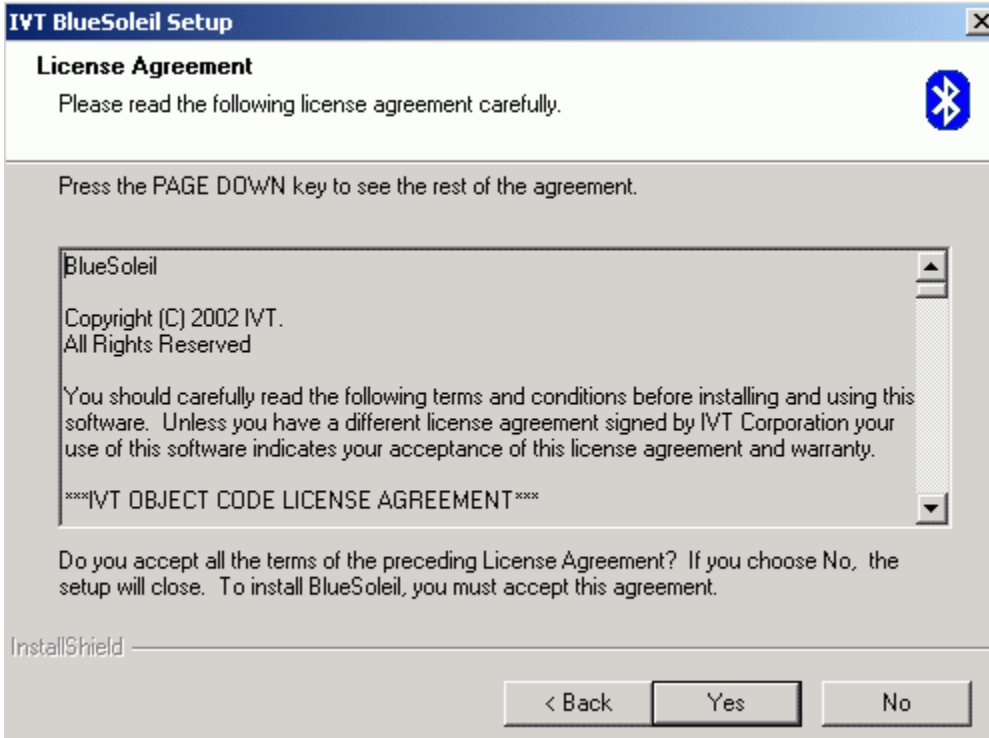 IVT BlueSoleil Setup
License Agreement
Please read the following license agreement carefully.
Press the PAGE DOWN key to see the rest of the agreement.
BlueSoleil
Copyright (C) 2002 IVT.
All Rights Reserved
You should carefully read the following terms and conditions before installing and using this
software.  Unless you have a different license agreement signed by IVT Corporation your
use of this software indicates your acceptance of this license agreement and warranty.
***IVT OBJECT CODE LICENSE AGREEMENT***
Do you accept all the terms of the preceding License Agreement?  If you choose No,  the
setup will close.  To install BlueSoleil, you must accept this agreement.
InstallShield
< Back
Yes
No